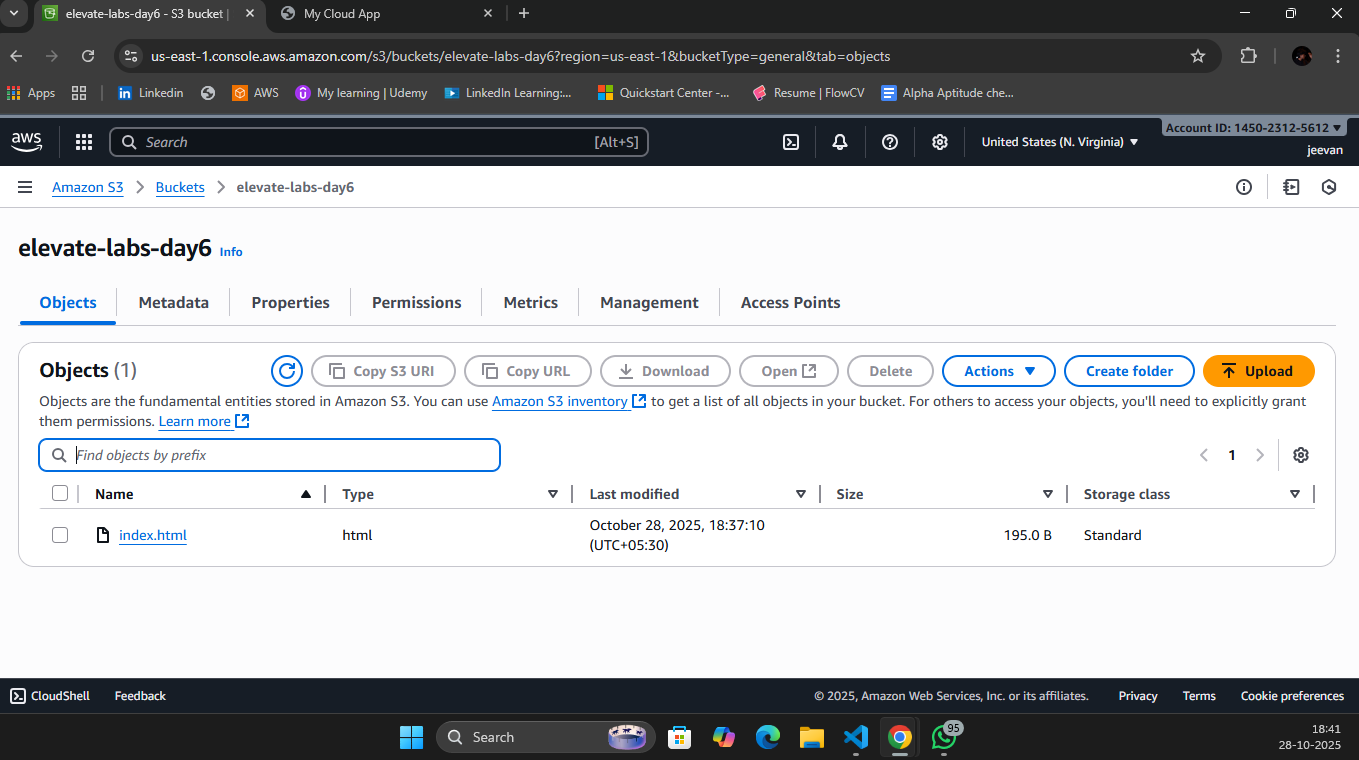 elevate-labs-day6 - S3 bucket |
My Cloud App
us-east-1.console.aws.amazon.com/s3/buckets/elevate-labs-day6?region=us-east-1&bucketType=general&tab=objects
Apps
Linkedin
AWS
My learning | Udemy
LinkedIn Learning:...
Quickstart Center -...
Resume | FlowCV
Alpha Aptitude che...
aws
Search
[Alt+S]
United States (N. Virginia)
Account ID: 1450-2312-5612
jeevan
Amazon S3
Buckets
elevate-labs-day6
elevate-labs-day6 Info
Objects
Metadata
Properties
Permissions
Metrics
Management
Access Points
Objects (1)
Copy S3 URI
Copy URL
Download
Open
Delete
Actions
Create folder
Upload
Objects are the fundamental entities stored in Amazon S3. You can use Amazon S3 inventory to get a list of all objects in your bucket. For others to access your objects, you'll need to explicitly grant
them permissions. Learn more
Find objects by prefix
1
Name
Type
Last modified
Size
Storage class
index.html
html
October 28, 2025, 18:37:10
(UTC+05:30)
195.0 B
Standard
CloudShell
Feedback
© 2025, Amazon Web Services, Inc. or its affiliates.
Privacy
Terms
Cookie preferences
Search
95
18:41
28-10-2025